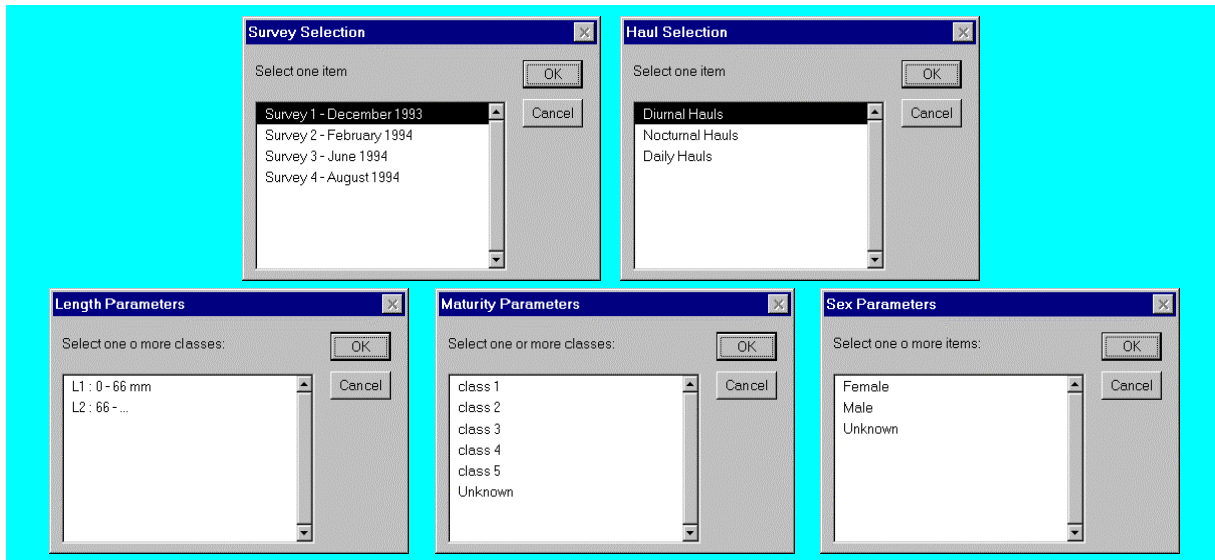 Survey Selection
Select one item
OK
Cancel
Survey 1 - December 1993
Survey 2 - February 1994
Survey 3 - June 1994
Survey 4 - August 1994
Haul Selection
Select one item
OK
Cancel
Diurnal Hauls
Nocturnal Hauls
Daily Hauls
Length Parameters
Select one o more classes:
OK
Cancel
L1 : 0 - 66 mm
L2 : 66 - ...
Maturity Parameters
Select one or more classes:
OK
Cancel
class 1
class 2
class 3
class 4
class 5
Unknown
Sex Parameters
Select one o more items:
OK
Cancel
Female
Male
Unknown